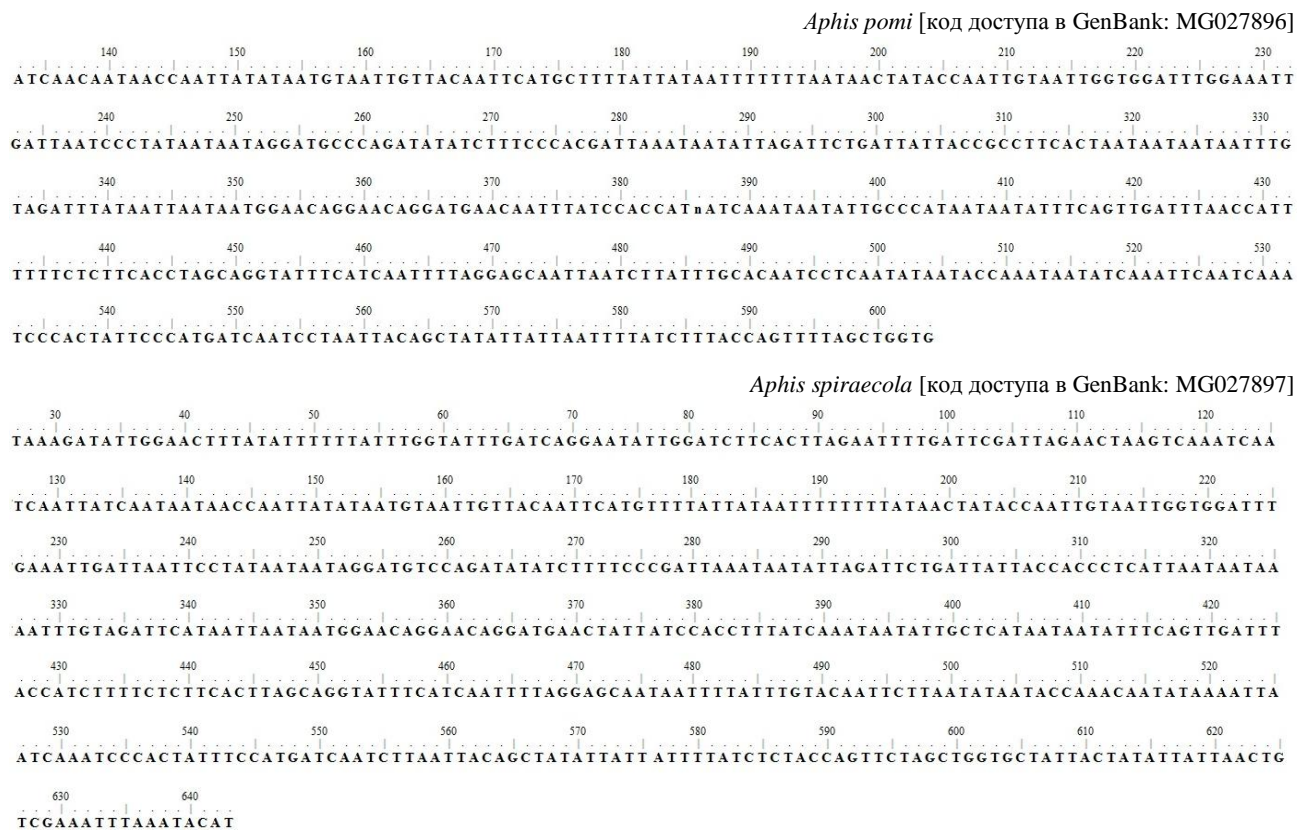 Aphis pomi [код доступа в GenBank: MG027896]
140 150 160 170 180 190 200 210 220 230
ATCAACAATAACCAATTATATAATGTAATTGTTACAATTCATGCTTTTATTATAATTTTTTTAATAACTATACCAATTGTAATTGGTGGATTTGGAAATT
240 250 260 270 280 290 300 310 320 330
GATTAATCCCTATAATAATAGGATGCCCAGATATATCTTTCCCACGATTAAATAATATTAGATTCTGATTATTACCGCCTTCACTAATAATAATAATTTG
340 350 360 370 380 390 400 410 420 430
TAGATTTATAATTAATAATGGAACAGGAACAGGATGAACAATTTATCCACCATnATCAAATAATATTGCCCATAATAATATTTCAGTTGATTTAACCATT
440 450 460 470 480 490 500 510 520 530
TTTTCTCTTCACCTAGCAGGTATTTCATCAATTTTAGGAGCAATTAATCTTATTTGCACAATCCTCAATATAATACCAAATAATATCAAATTCAATCAAA
540 550 560 570 580 590 600
TCCCACTATTCCCATGATCAATCCTAATTACAGCTATATTATTAATTTTATCTTTACCAGTTTTAGCTGGTG
Aphis spiraecola [код доступа в GenBank: MG027897]
30 40 50 60 70 80 90 100 110 120
TAAAGATATTGGAACTTTATATTTTTTATTTGGTATTTGATCAGGAATATTGGATCTTCACTTAGAATTTTGATTCGATTAGAACTAAGTCAAATCAA
130 140 150 160 170 180 190 200 210 220
TCAATTATCAATAATAACCAATTATATAATGTAATTGTTACAATTCATGTTTTATTATAATTTTTTTTATAACTATACCAATTGTAATTGGTGGATTT
230 240 250 260 270 280 290 300 310 320
GAAATTGATTAATTCCTATAATAATAGGATGTCCAGATATATCTTTTCCCGATTAAATAATATTAGATTCTGATTATTACCACCCTCATTAATAATAA
330 340 350 360 370 380 390 400 410 420
AATTTGTAGATTCATAATTAATAATGGAACAGGAACAGGATGAACTATTATCCACCTTTATCAAATAATATTGCTCATAATAATATTTCAGTTGATTT
430 440 450 460 470 480 490 500 510 520
ACCATCTTTTCTCTTCACTTAGCAGGTATTTCATCAATTTTAGGAGCAATAATTTTATTTGTACAATTCTTAATATAATACCAAACAATATAAAATTA
530 540 550 560 570 580 590 600 610 620
ATCAAATCCCACTATTTCCATGATCAATCTTAATTACAGCTATATTATT ATTTTATCTCTACCAGTTCTAGCTGGTGCTATTACTATATTATTAACTG
630 640
TCGAAATTTAAATACAT